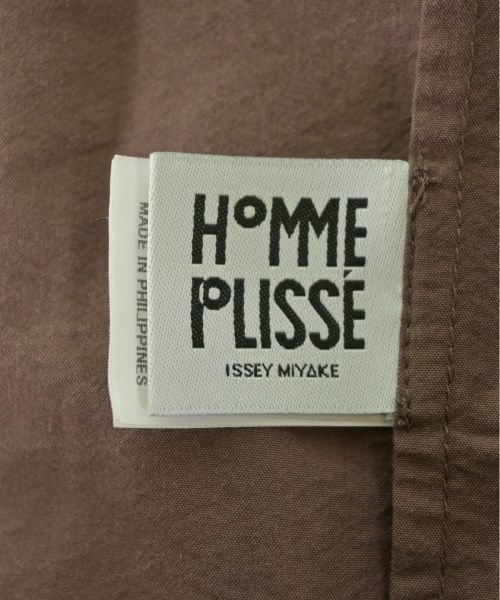 HOMME
PLISSÉ
ISSEY MIYAKE
MADE IN PHILIPPINES